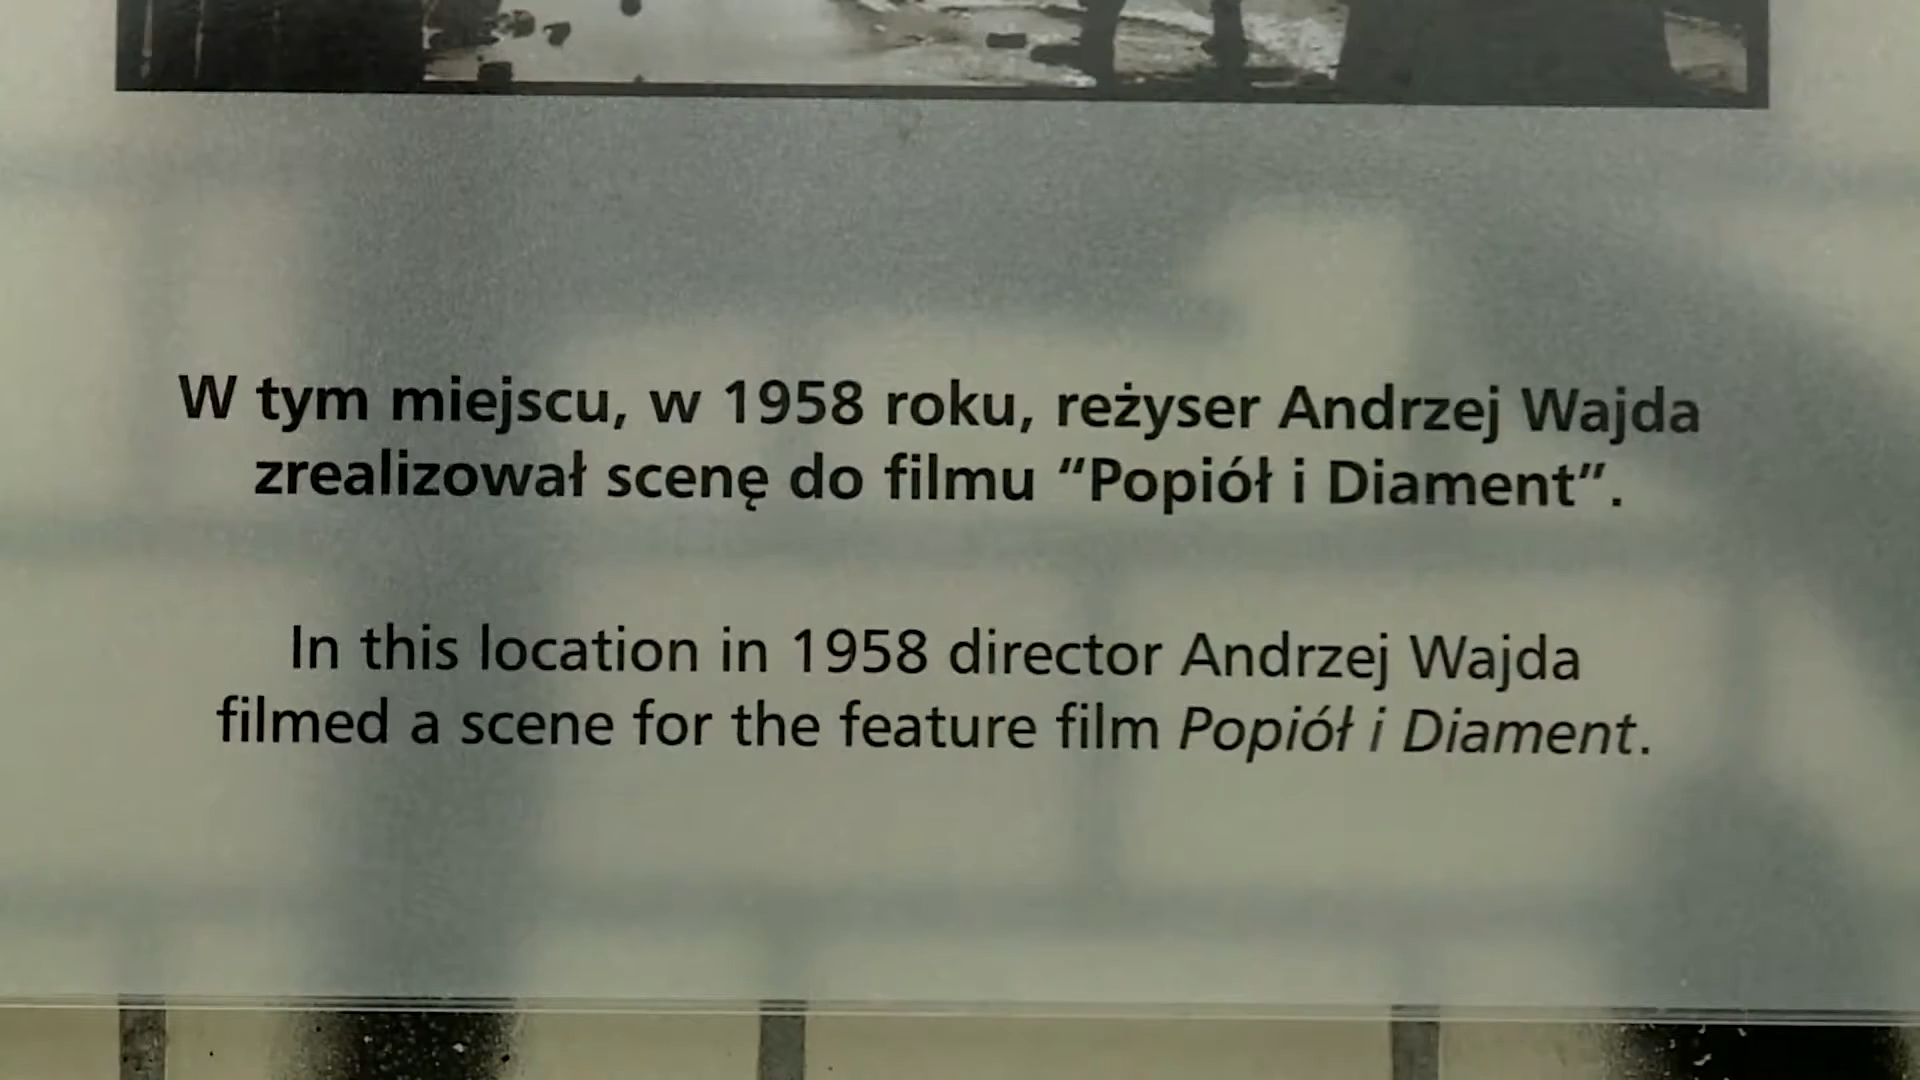 W tym miejscu, w 1958 roku, reżyser Andrzej Wajda
zrealizował scenę do filmu “Popiół i Diament”.
In this location in 1958 director Andrzej Wajda
filmed a scene for the feature film Popiół i Diament.